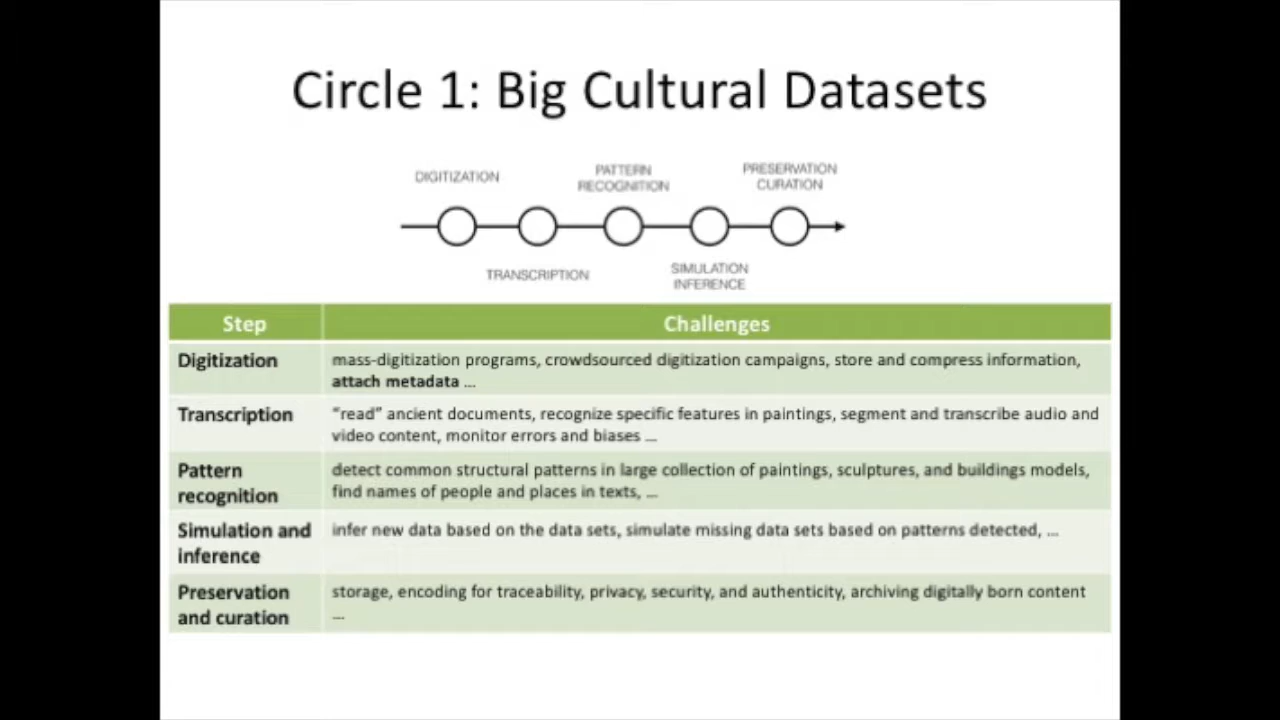 Circle 1: Big Cultural Datasets
DIGITIZATION
TRANSCRIPTION
PATTERN
RECOGNITION
SIMULATION
INFERENCE
PRESERVATION
CURATION
Step
Challenges
Digitization
mass-digitization programs, crowdsourced digitization campaigns, store and compress information,
attach metadata ...
Transcription
“read” ancient documents, recognize specific features in paintings, segment and transcribe audio and
video content, monitor errors and biases ...
Pattern
recognition
detect common structural patterns in large collection of paintings, sculptures, and buildings models,
find names of people and places in texts, ...
Simulation and
inference
infer new data based on the data sets, simulate missing data sets based on patterns detected, ...
Preservation
and curation
storage, encoding for traceability, privacy, security, and authenticity, archiving digitally born content
...